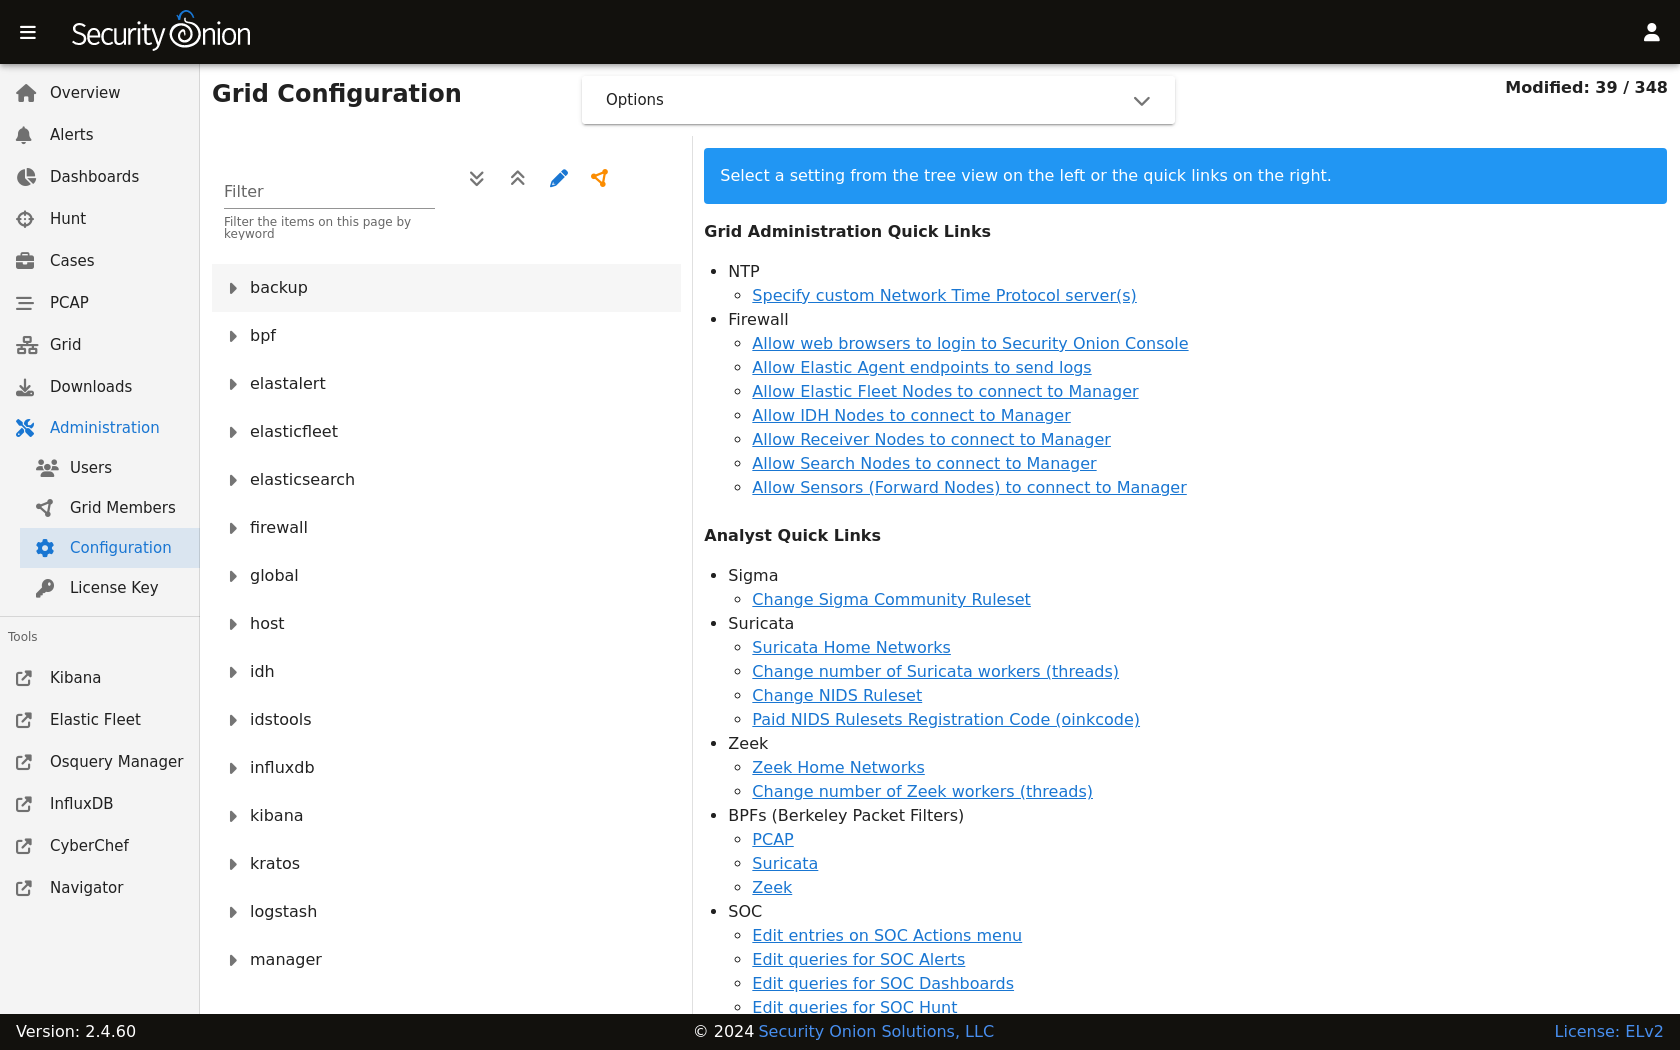 Security Onion
Overview
Alerts
Dashboards
Hunt
Cases
PCAP
Grid
Downloads
Administration
Users
Grid Members
Configuration
License Key
Tools
Kibana
Elastic Fleet
Osquery Manager
InfluxDB
CyberChef
Navigator
Grid Configuration
Options
Modified: 39 / 348
Filter
Filter the items on this page by
keyword
backup
bpf
elastalert
elasticfleet
elasticsearch
firewall
global
host
idh
idstools
influxdb
kibana
kratos
logstash
manager
Select a setting from the tree view on the left or the quick links on the right.
Grid Administration Quick Links
NTP
Specify custom Network Time Protocol server(s)
Firewall
Allow web browsers to login to Security Onion Console
Allow Elastic Agent endpoints to send logs
Allow Elastic Fleet Nodes to connect to Manager
Allow IDH Nodes to connect to Manager
Allow Receiver Nodes to connect to Manager
Allow Search Nodes to connect to Manager
Allow Sensors (Forward Nodes) to connect to Manager
Analyst Quick Links
Sigma
Change Sigma Community Ruleset
Suricata
Suricata Home Networks
Change number of Suricata workers (threads)
Change NIDS Ruleset
Paid NIDS Rulesets Registration Code (oinkcode)
Zeek
Zeek Home Networks
Change number of Zeek workers (threads)
BPFs (Berkeley Packet Filters)
PCAP
Suricata
Zeek
SOC
Edit entries on SOC Actions menu
Edit queries for SOC Alerts
Edit queries for SOC Dashboards
Edit queries for SOC Hunt
Version: 2.4.60
© 2024 Security Onion Solutions, LLC
License: ELv2